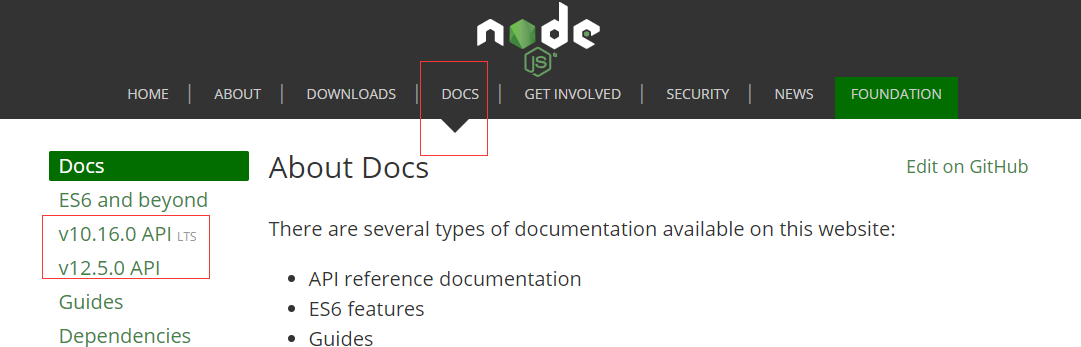 node
JS
HOME | ABOUT | DOWNLOADS | DOCS | GET INVOLVED | SECURITY | NEWS FOUNDATION
Docs
About Docs
Edit on GitHub
ES6 and beyond
v10.16.0 API LTS
v12.5.0 API
Guides
Dependencies
There are several types of documentation available on this website:
• API reference documentation
• ES6 features
• Guides